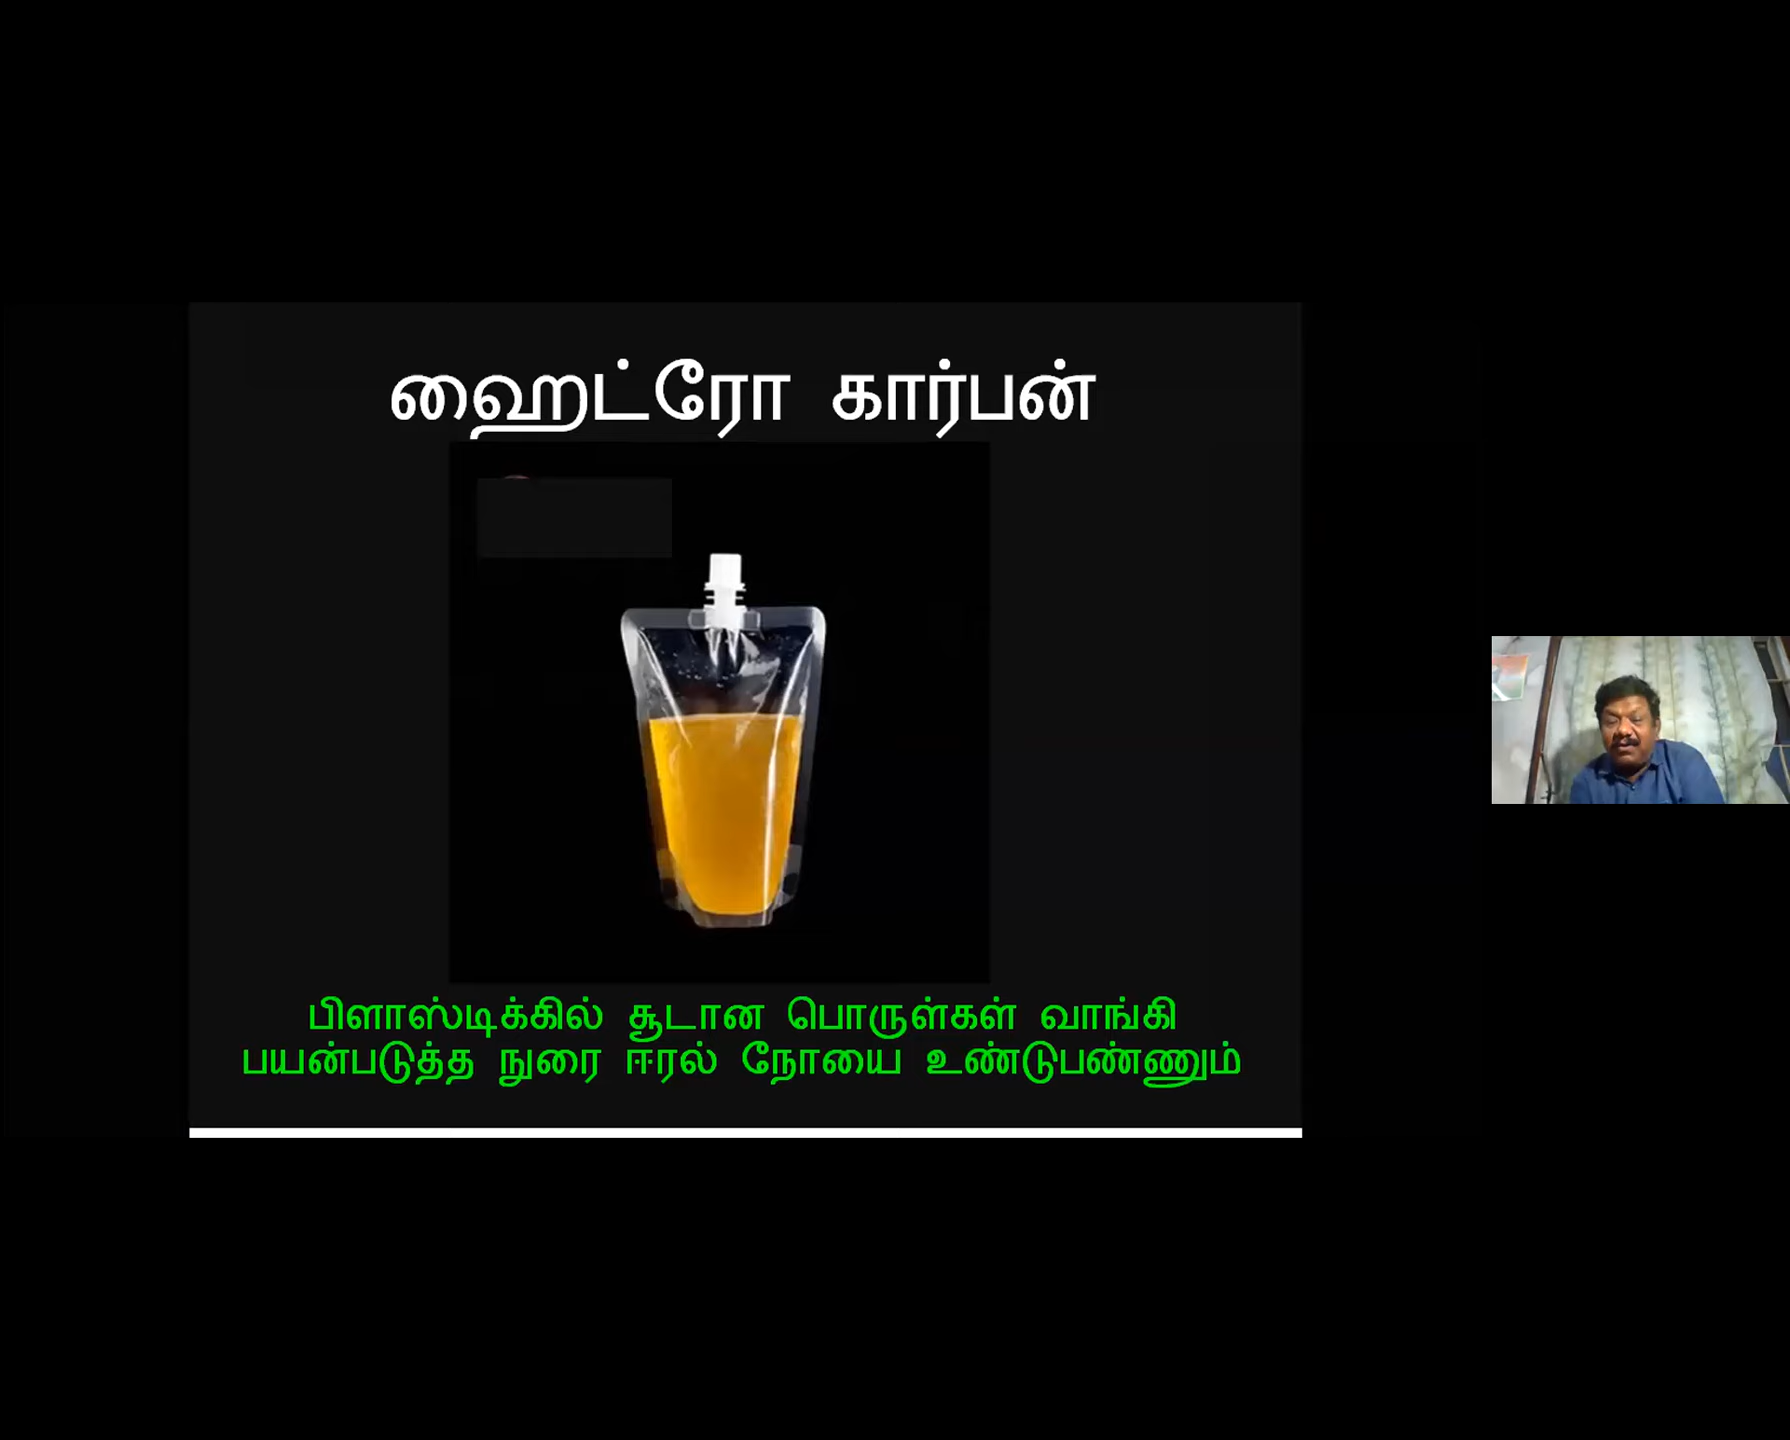 ஹைட்ரோ கார்பன்
பிளாஸ்டிக்கில் சூடான பொருள்கள் வாங்கி
பயன்படுத்த நுரை ஈரல் நோயை உண்டுபண்ணும்